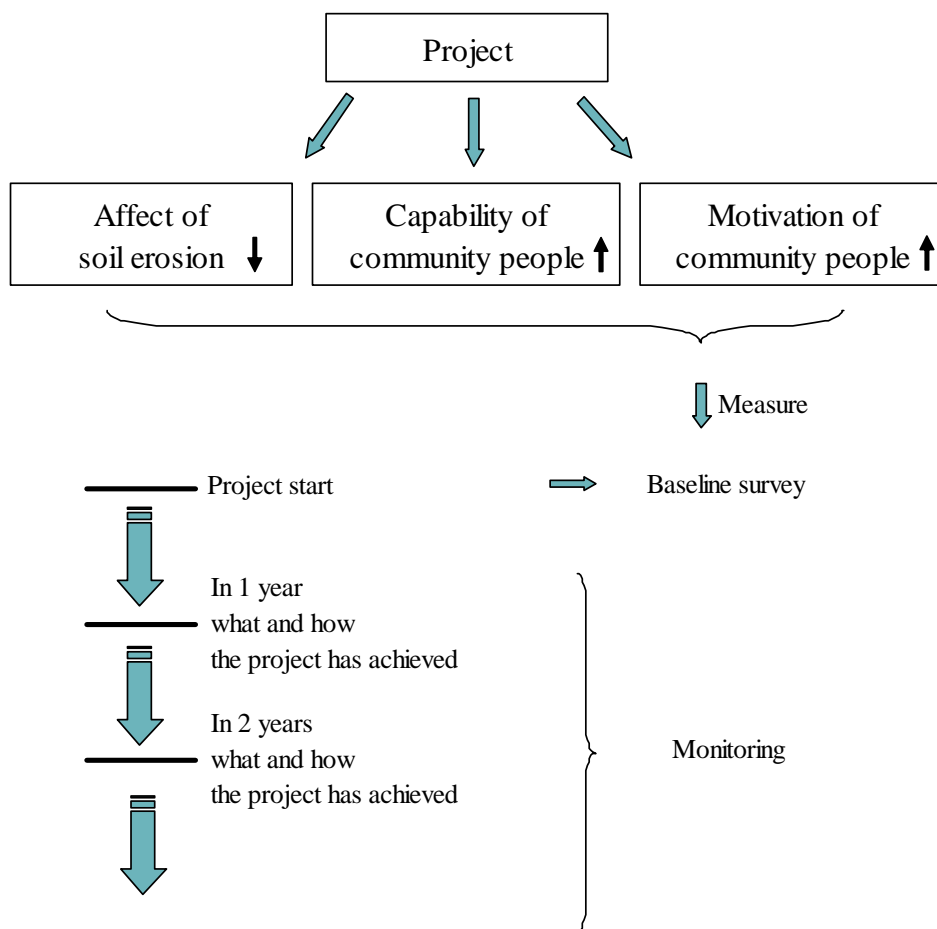 Project
Affect of
soil erosion
Capability of
community people
Motivation of
community people
Measure
Project start
Baseline survey
In 1 year
what and how
the project has achieved
In 2 years
what and how
the project has achieved
Monitoring